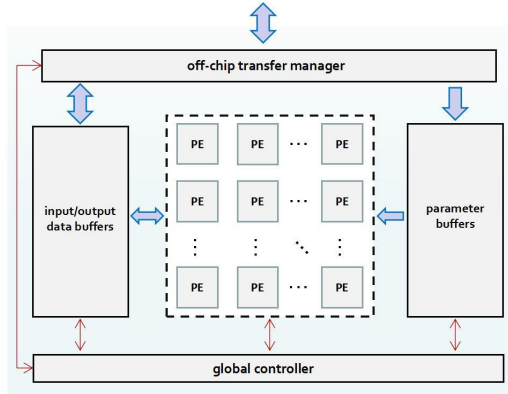 off-chip transfer manager
input/output
data buffers
PE PE ... PE
PE PE ... PE
PE PE ... PE
parameter
buffers
global controller